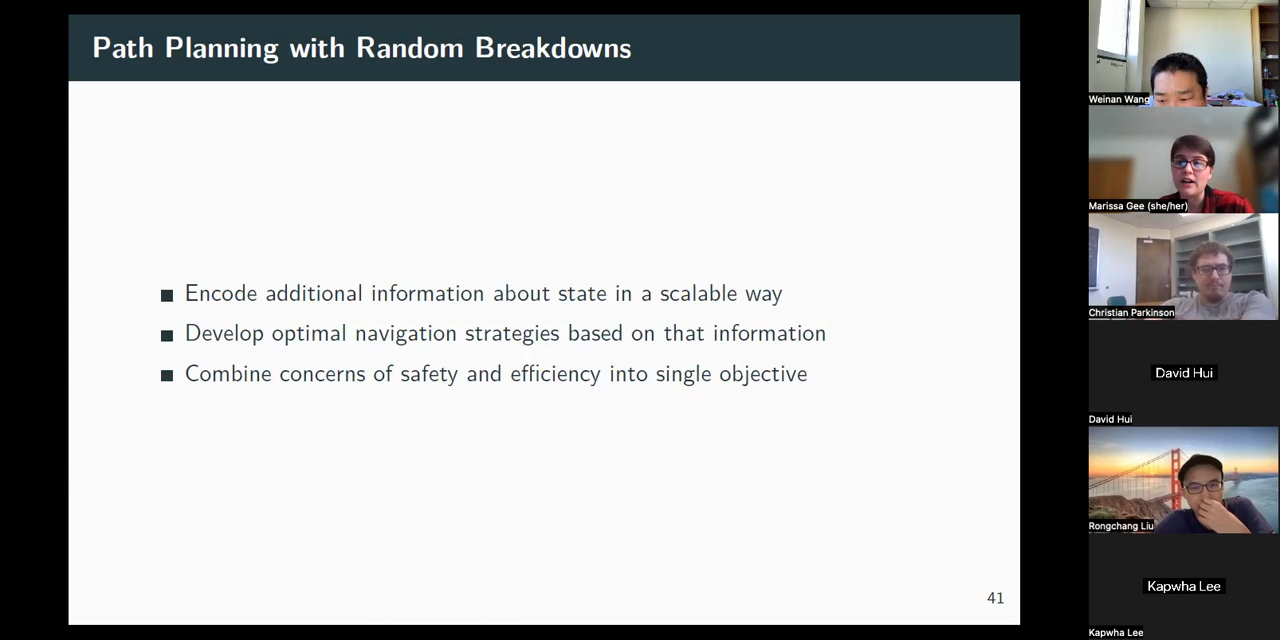 Path Planning with Random Breakdowns
Encode additional information about state in a scalable way
Develop optimal navigation strategies based on that information
Combine concerns of safety and efficiency into single objective
41
Weinan Wang
Marissa Gee (she/her)
Christian Parkinson
David Hui
David Hui
Rongchang Liu
Kapwha Lee
Kapwha Lee